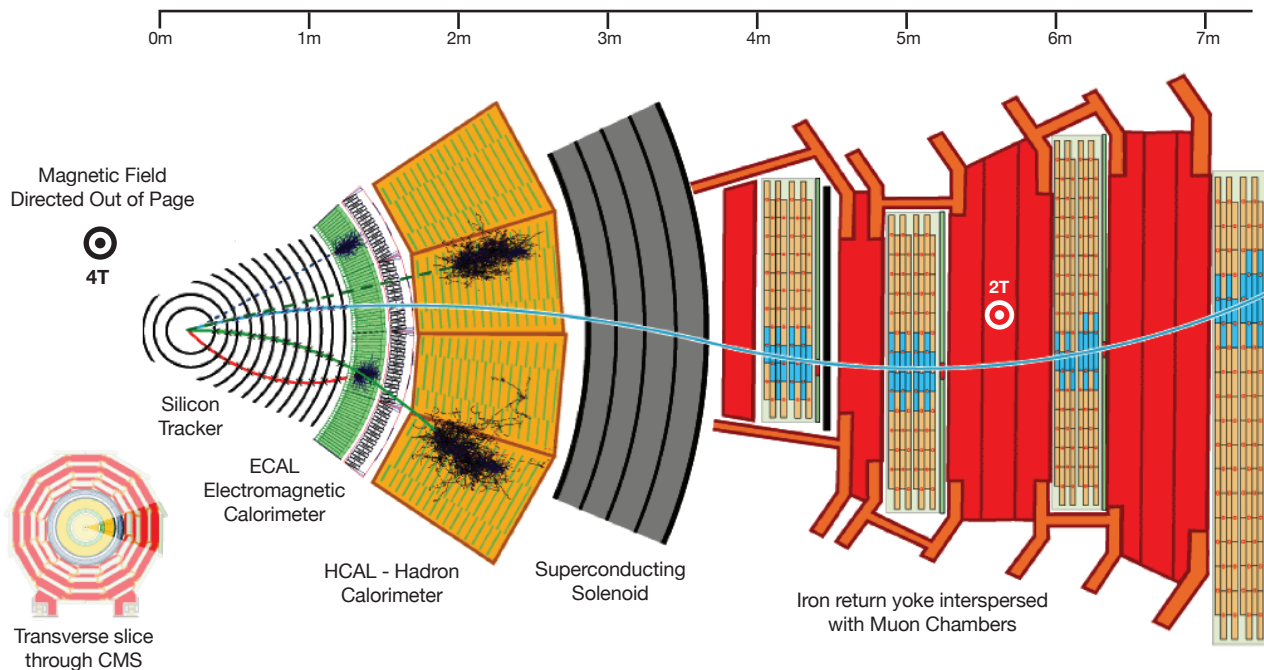 0m 1m 2m 3m 4m 5m 6m 7m
Magnetic Field
Directed Out of Page
4T
2T
Silicon
Tracker
ECAL
Electromagnetic
Calorimeter
HCAL - Hadron
Calorimeter
Superconducting
Solenoid
Iron return yoke interspersed
with Muon Chambers
Transverse slice
through CMS